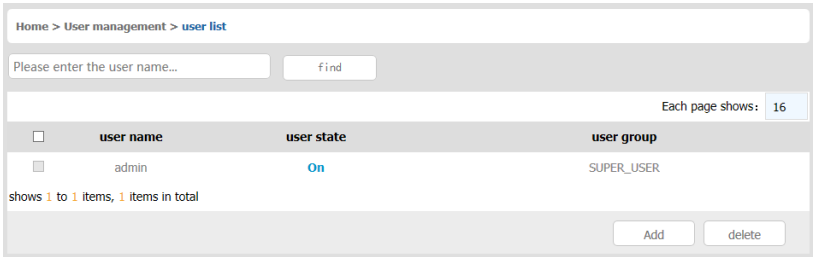 Home > User management > user list
Please enter the user name... find
Each page shows: 16
user name user state user group
admin On SUPER_USER
shows 1 to 1 items, 1 items in total
Add delete